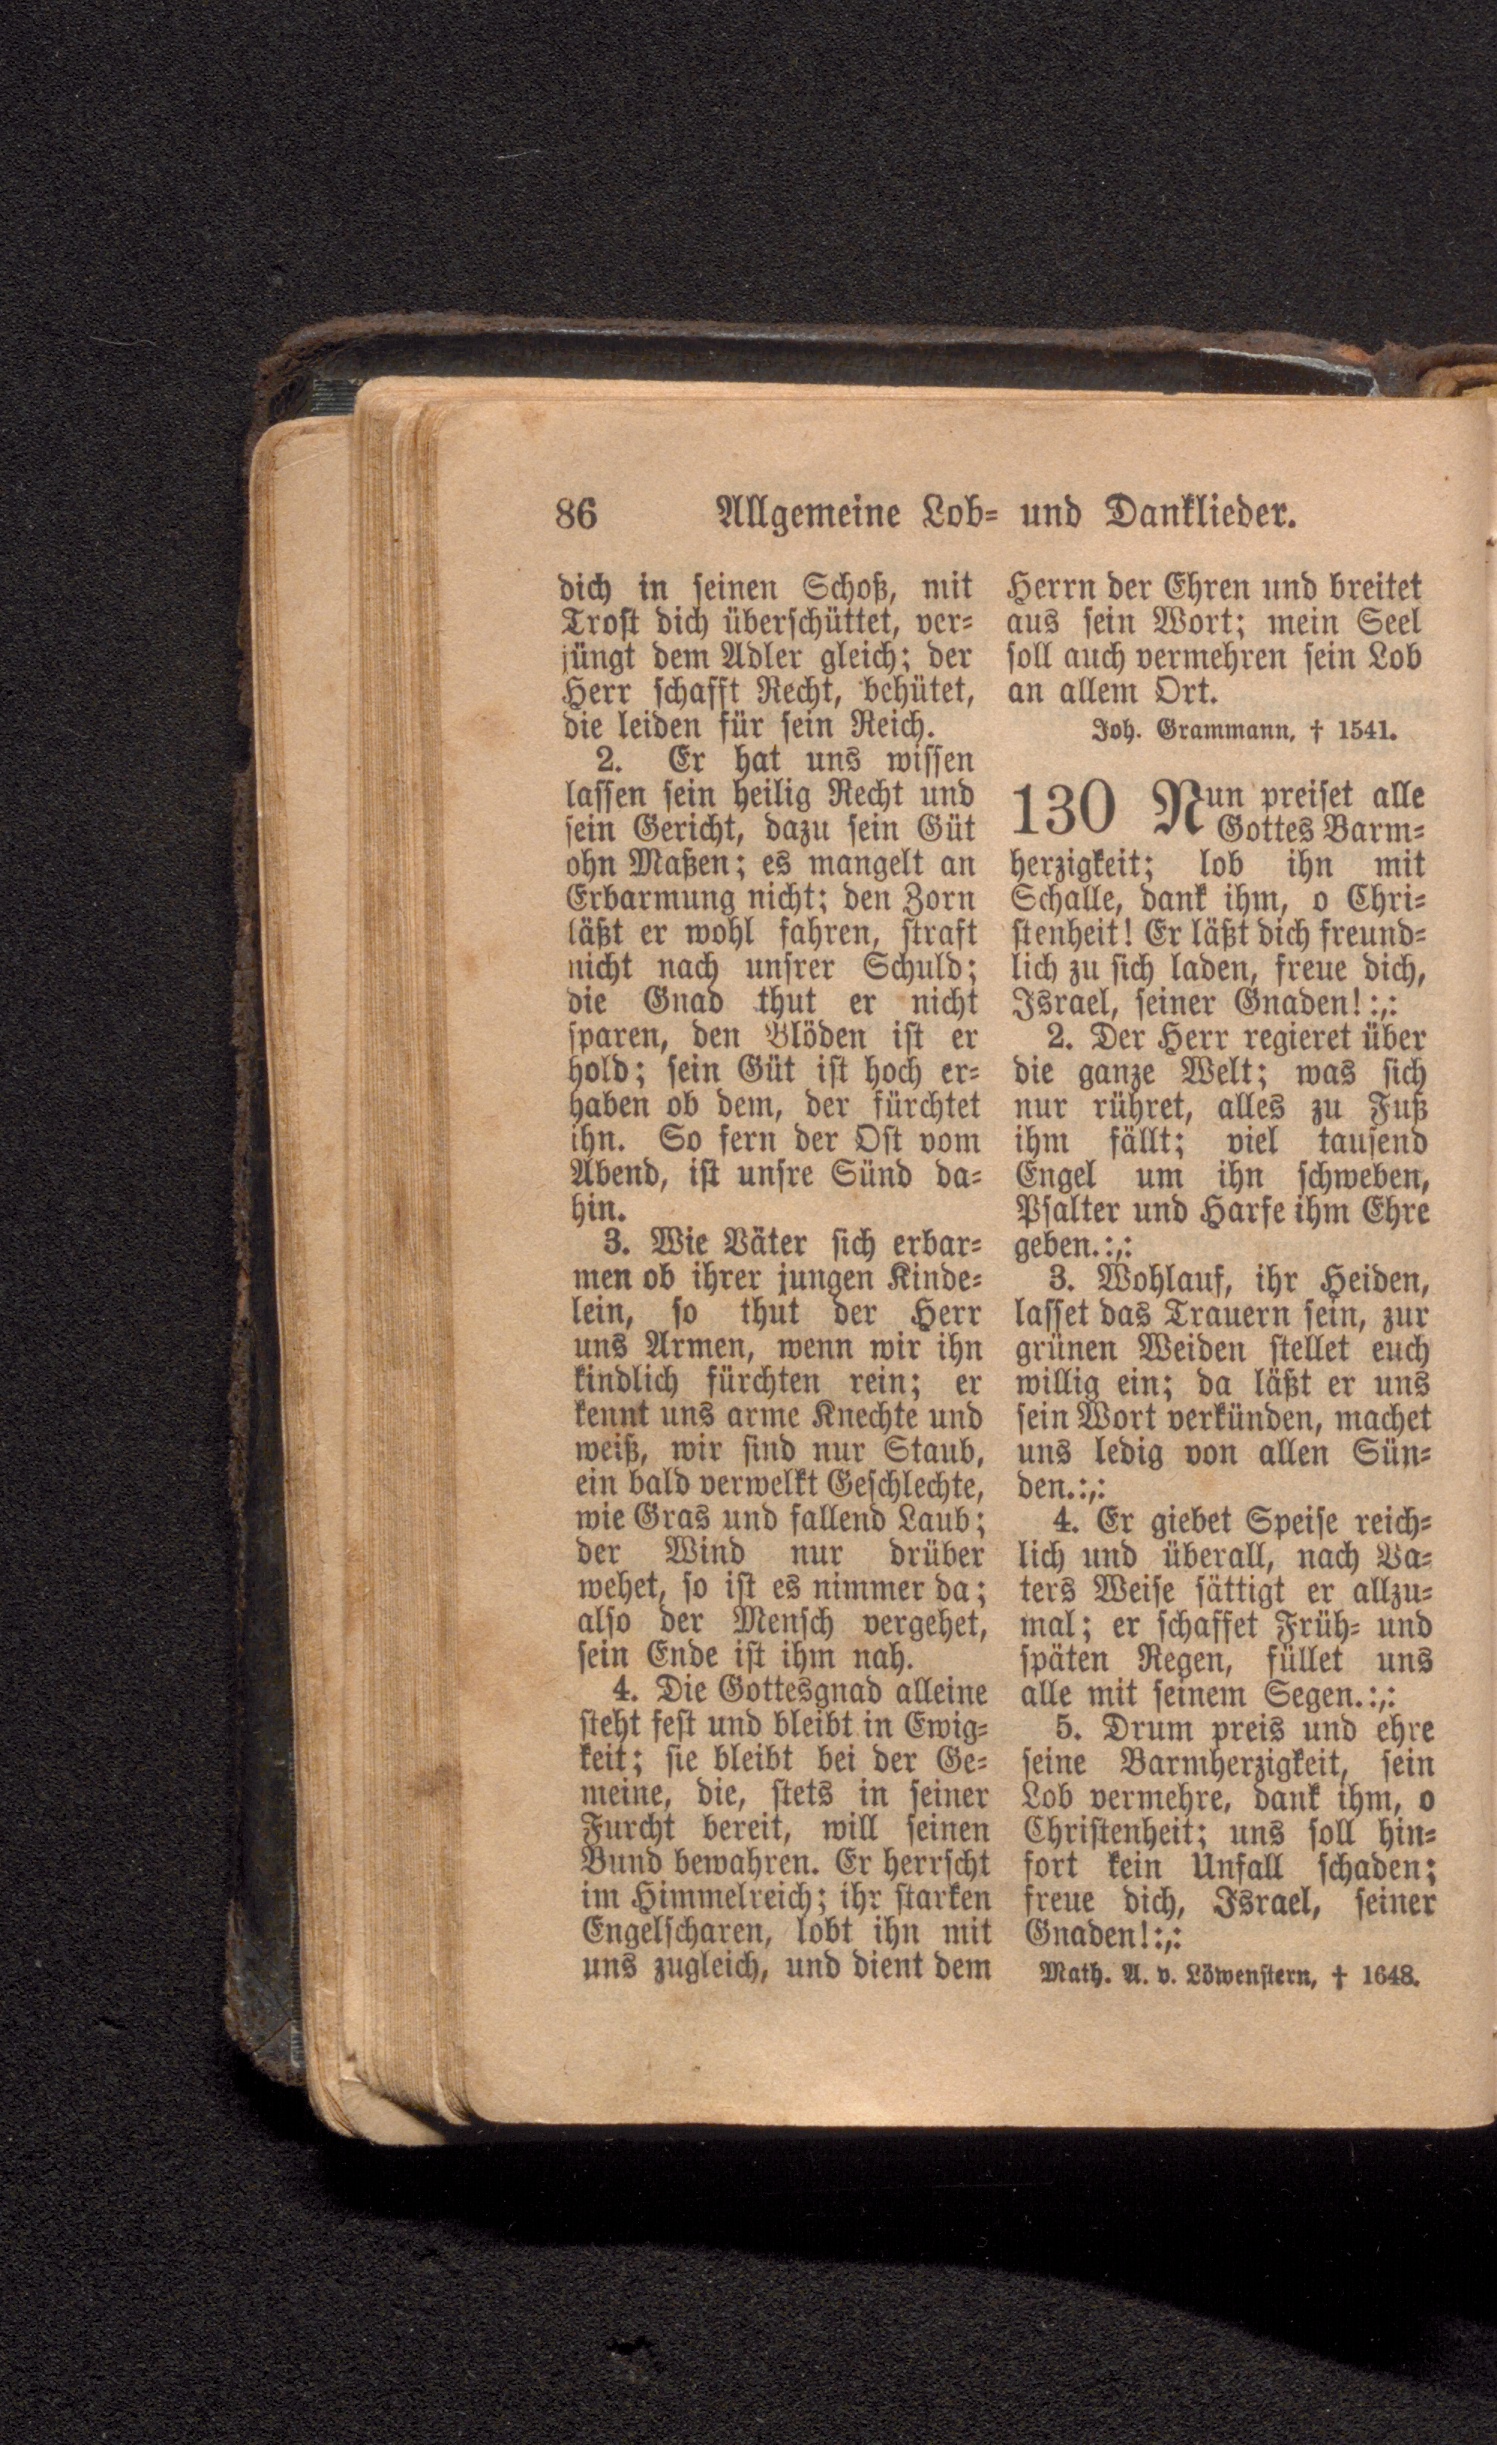 86 Allgemeine Lob- und Danklieder.
dich in seinen Schoß, mit
Trost dich überschüttet, ver-
jüngt dem Adler gleich; der
Herr schafft Recht, behütet,
die leiden für sein Reich.
2. Er hat uns wissen
lassen sein heilig Recht und
sein Gericht, dazu sein Güt
ohn Maßen; es mangelt an
Erbarmung nicht; den Zorn
läßt er wohl fahren, straft
nicht nach unsrer Schuld;
die Gnad thut er nicht
sparen, den Blöden ist er
hold; sein Güt ist hoch er-
haben ob dem, der fürchtet
ihn. So fern der Ost vom
Abend, ist unsre Sünd da-
hin.
3. Wie Väter sich erbar-
men ob ihrer jungen Kinde-
lein, so thut der Herr
uns Armen, wenn wir ihn
kindlich fürchten rein; er
kennt uns arme Knechte und
weiß, wir sind nur Staub,
ein bald verwelkt Geschlechte,
wie Gras und fallend Laub;
der Wind nur drüber
wehet, so ist es nimmer da;
also der Mensch vergehet,
sein Ende ist ihm nah.
4. Die Gottesgnad alleine
steht fest und bleibt in Ewig-
keit; sie bleibt bei der Ge-
meine, die, stets in seiner
Furcht bereit, will seinen
Bund bewahren. Er herrscht
im Himmelreich; ihr starken
Engelscharen, lobt ihn mit
uns zugleich, und dient dem
Herrn der Ehren und breitet
aus sein Wort; mein Seel
soll auch vermehren sein Lob
an allem Ort.
Joh. Grammann, † 1541.
130 Nun preiset alle
Gottes Barm-
herzigkeit; lob ihn mit
Schalle, dank ihm, o Chri-
stenheit! Er läßt dich freund-
lich zu sich laden, freue dich,
Israel, seiner Gnaden!:,:
2. Der Herr regieret über
die ganze Welt; was sich
nur rühret, alles zu Fuß
ihm fällt; viel tausend
Engel um ihn schweben,
Psalter und Harfe ihm Ehre
geben.:,:
3. Wohlauf, ihr Heiden,
lasset das Trauern sein, zur
grünen Weiden stellet euch
willig ein; da läßt er uns
sein Wort verkünden, machet
uns ledig von allen Sün-
den.:,:
4. Er giebet Speise reich-
lich und überall, nach Va-
ters Weise sättigt er allzu-
mal; er schaffet Früh- und
späten Regen, füllet uns
alle mit seinem Segen.:,:
5. Drum preis und ehre
seine Barmherzigkeit, sein
Lob vermehre, dank ihm, o
Christenheit; uns soll hin-
fort kein Unfall schaden;
freue dich, Israel, seiner
Gnaden!:,:
Math. A. v. Löwenstern, † 1648.